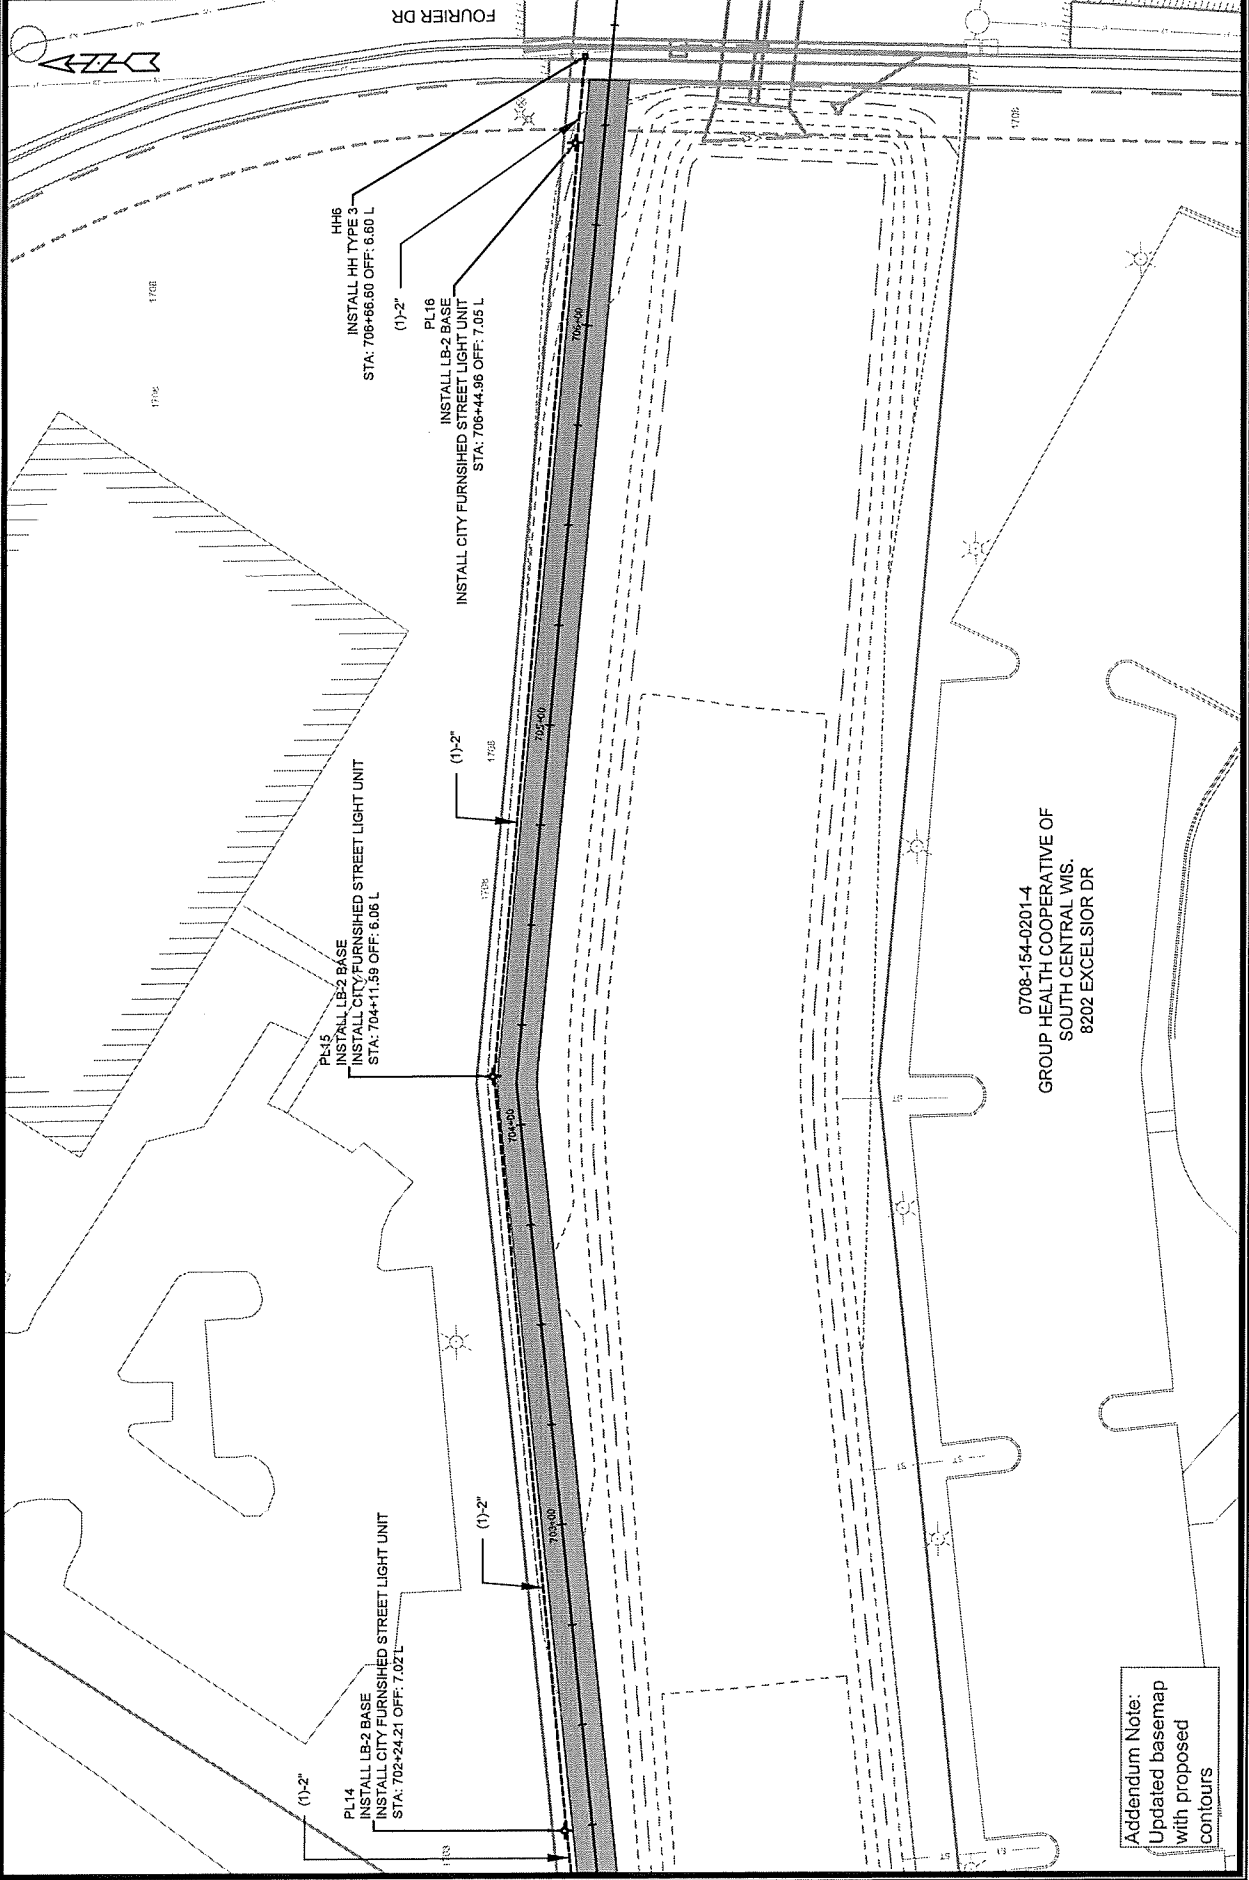 FOURIER DR
HH6
INSTALL HH TYPE 3
STA: 706+66.60 OFF: 6.60 L
(1)-2"
PL16
INSTALL LB-2 BASE
INSTALL CITY FURNSIHED STREET LIGHT UNIT
STA: 706+44.96 OFF: 7.05 L
706+00
(1)-2"
705+00
PL15
INSTALL LB-2 BASE
INSTALL CITY FURNSIHED STREET LIGHT UNIT
STA: 704+11.59 OFF: 6.06 L
704+00
(1)-2"
703+00
PL14
INSTALL LB-2 BASE
INSTALL CITY FURNSIHED STREET LIGHT UNIT
STA: 702+24.21 OFF: 7.02 L
(1)-2"
0708-154-0201-4
GROUP HEALTH COOPERATIVE OF
SOUTH CENTRAL WIS.
8202 EXCELSIOR DR
Addendum Note:
Updated basemap
with proposed
contours